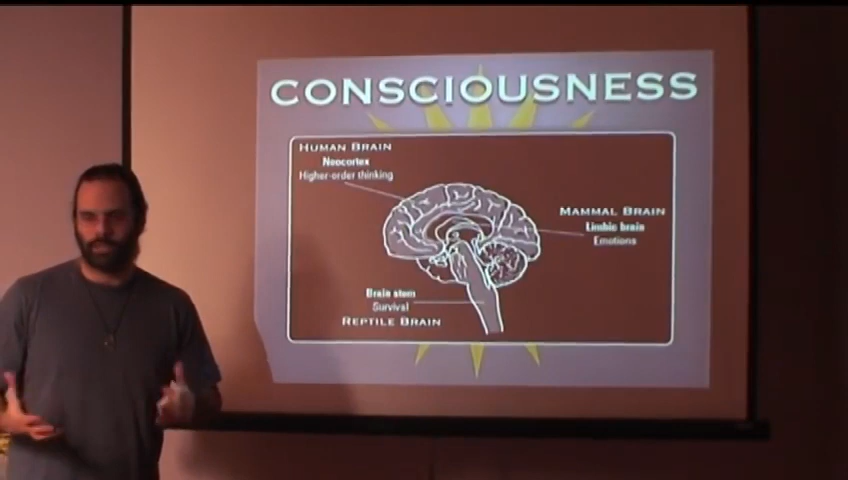 CONSCIOUSNESS
HUMAN BRAIN
Neocortex
Higher-order thinking
MAMMAL BRAIN
Limbic brain
Emotions
Brain stem
Survival
REPTILE BRAIN